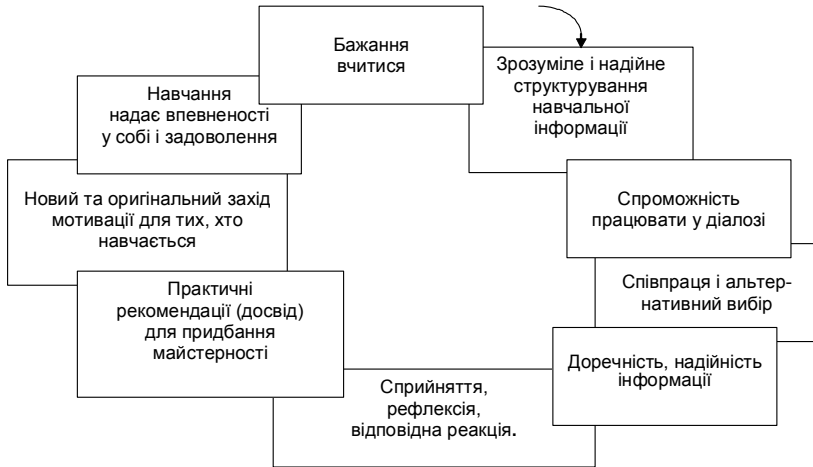 Бажання
вчитися
Зрозуміле і надійне
структурування
навчальної
інформації
Спроможність
працювати у діалозі
Співпраця і альтер-
нативний вибір
Доречність, надійність
інформації
Сприйняття,
рефлексія,
відповідна реакція.
Практичні
рекомендації (досвід)
для придбання
майстерності
Новий та оригінальний захід
мотивації для тих, хто
навчається
Навчання
надає впевненості
у собі і задоволення